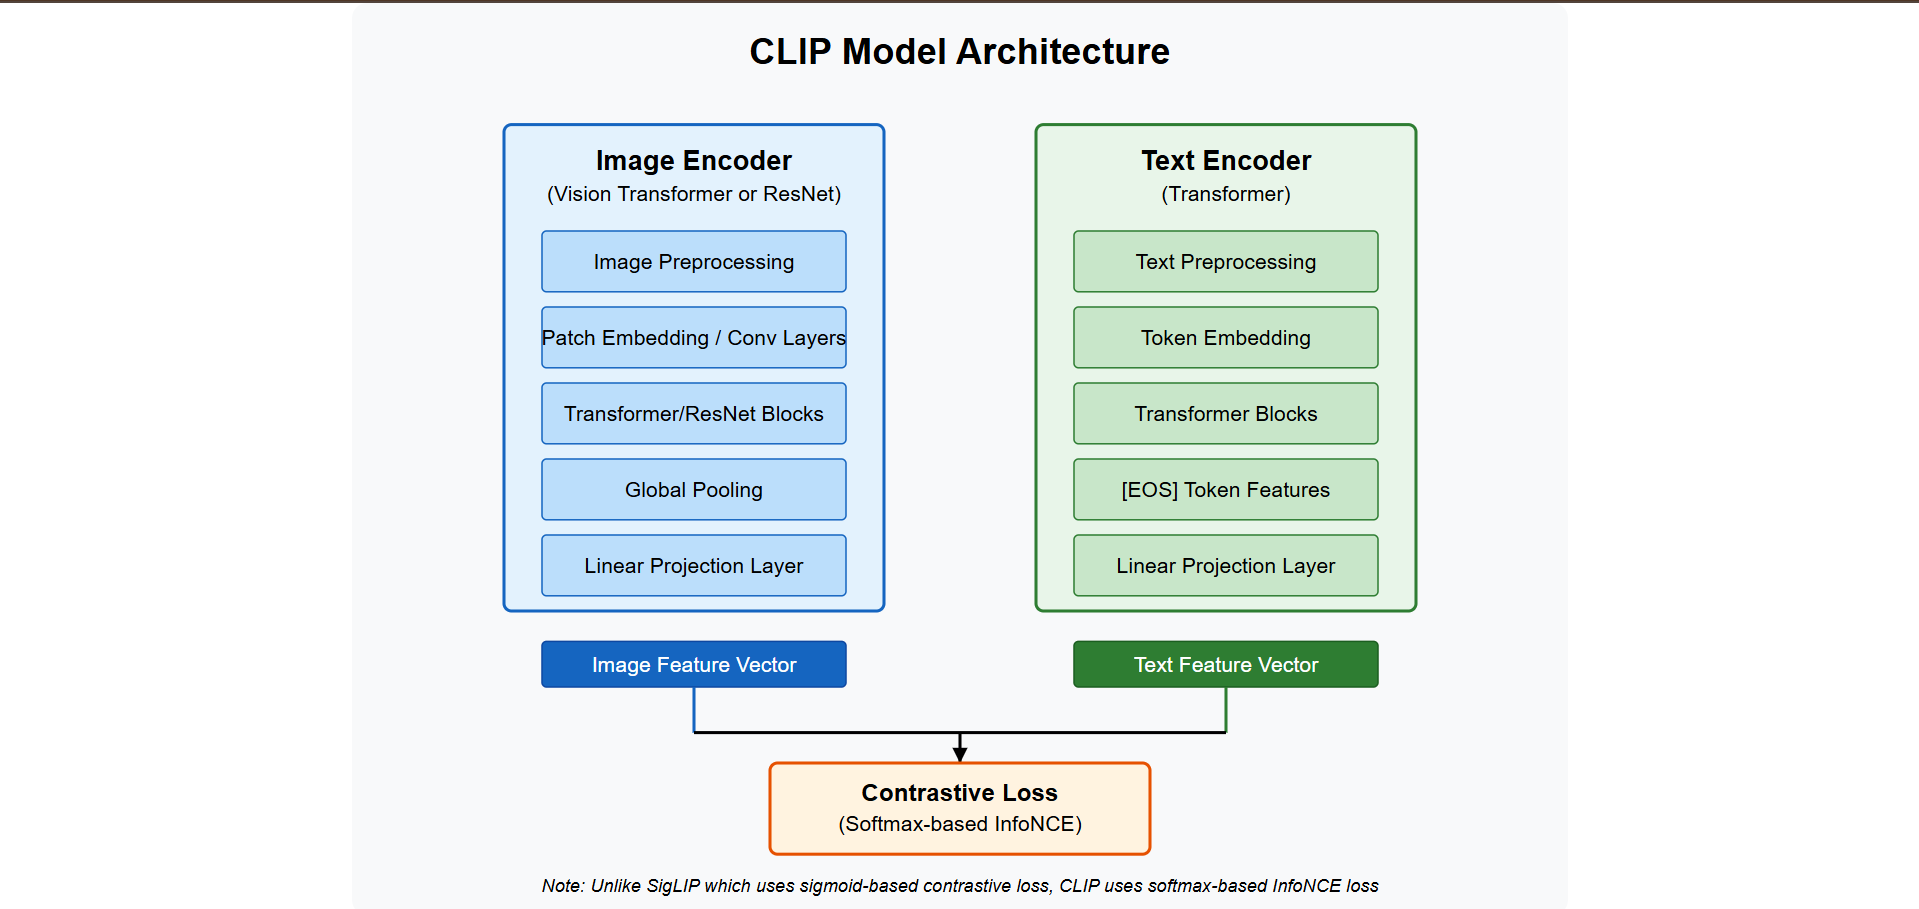 CLIP Model Architecture
Image Encoder
(Vision Transformer or ResNet)
Image Preprocessing
Patch Embedding / Conv Layers
Transformer/ResNet Blocks
Global Pooling
Linear Projection Layer
Image Feature Vector
Text Encoder
(Transformer)
Text Preprocessing
Token Embedding
Transformer Blocks
[EOS] Token Features
Linear Projection Layer
Text Feature Vector
Contrastive Loss
(Softmax-based InfoNCE)
Note: Unlike SigLIP which uses sigmoid-based contrastive loss, CLIP uses softmax-based InfoNCE loss